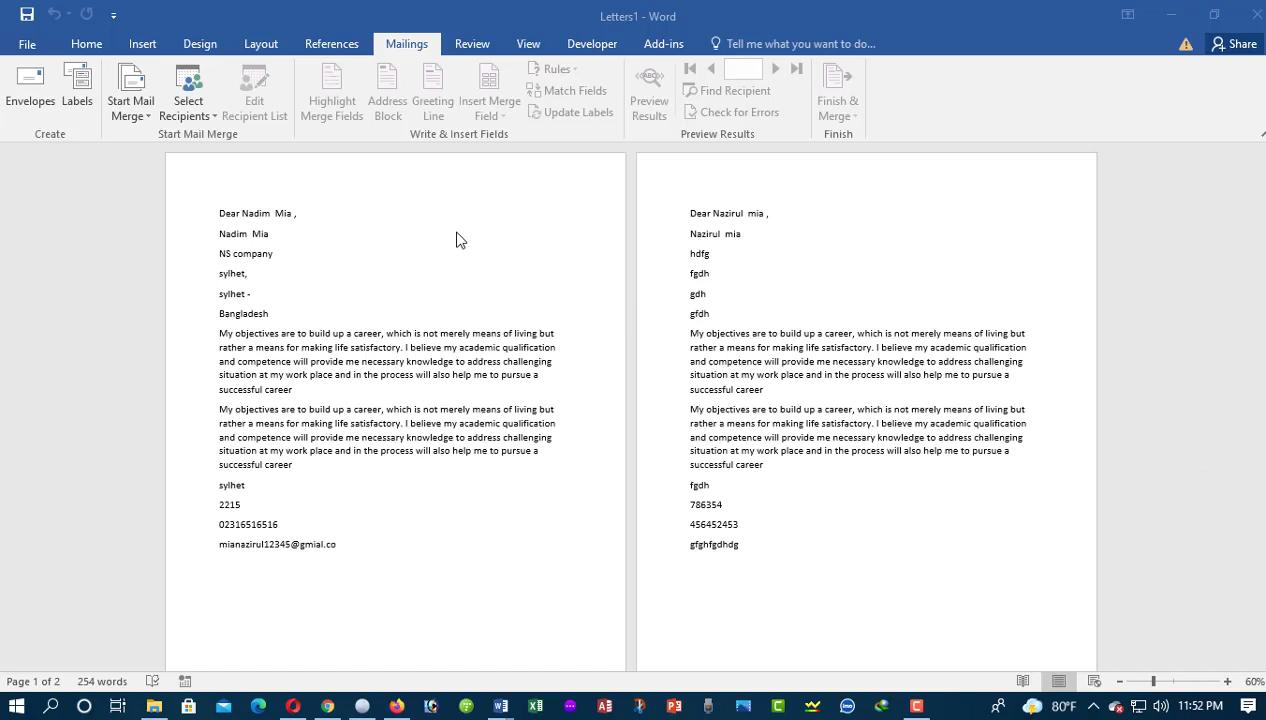 Letters1 - Word
File Home Insert Design Layout References Mailings Review View Developer Add-ins Tell me what you want to do... Share
Envelopes Labels Start Mail Merge Select Recipients Edit Recipient List Highlight Merge Fields Address Block Greeting Line Insert Merge Field Rules Match Fields Update Labels Preview Results Find Recipient Check for Errors Finish & Merge
Create Start Mail Merge Write & Insert Fields Preview Results Finish
Dear Nadim  Mia ,
Nadim  Mia
NS company
sylhet,
sylhet -
Bangladesh
My objectives are to build up a career, which is not merely means of living but
rather a means for making life satisfactory. I believe my academic qualification
and competence will provide me necessary knowledge to address challenging
situation at my work place and in the process will also help me to pursue a
successful career
My objectives are to build up a career, which is not merely means of living but
rather a means for making life satisfactory. I believe my academic qualification
and competence will provide me necessary knowledge to address challenging
situation at my work place and in the process will also help me to pursue a
successful career
sylhet
2215
02316516516
mianazirul12345@gmial.co
Dear Nazirul  mia ,
Nazirul  mia
hdfg
fgdh
gdh
gfdh
My objectives are to build up a career, which is not merely means of living but
rather a means for making life satisfactory. I believe my academic qualification
and competence will provide me necessary knowledge to address challenging
situation at my work place and in the process will also help me to pursue a
successful career
My objectives are to build up a career, which is not merely means of living but
rather a means for making life satisfactory. I believe my academic qualification
and competence will provide me necessary knowledge to address challenging
situation at my work place and in the process will also help me to pursue a
successful career
fgdh
786354
456452453
gfghfgdhdg
Page 1 of 2 254 words 60%
80°F 11:52 PM